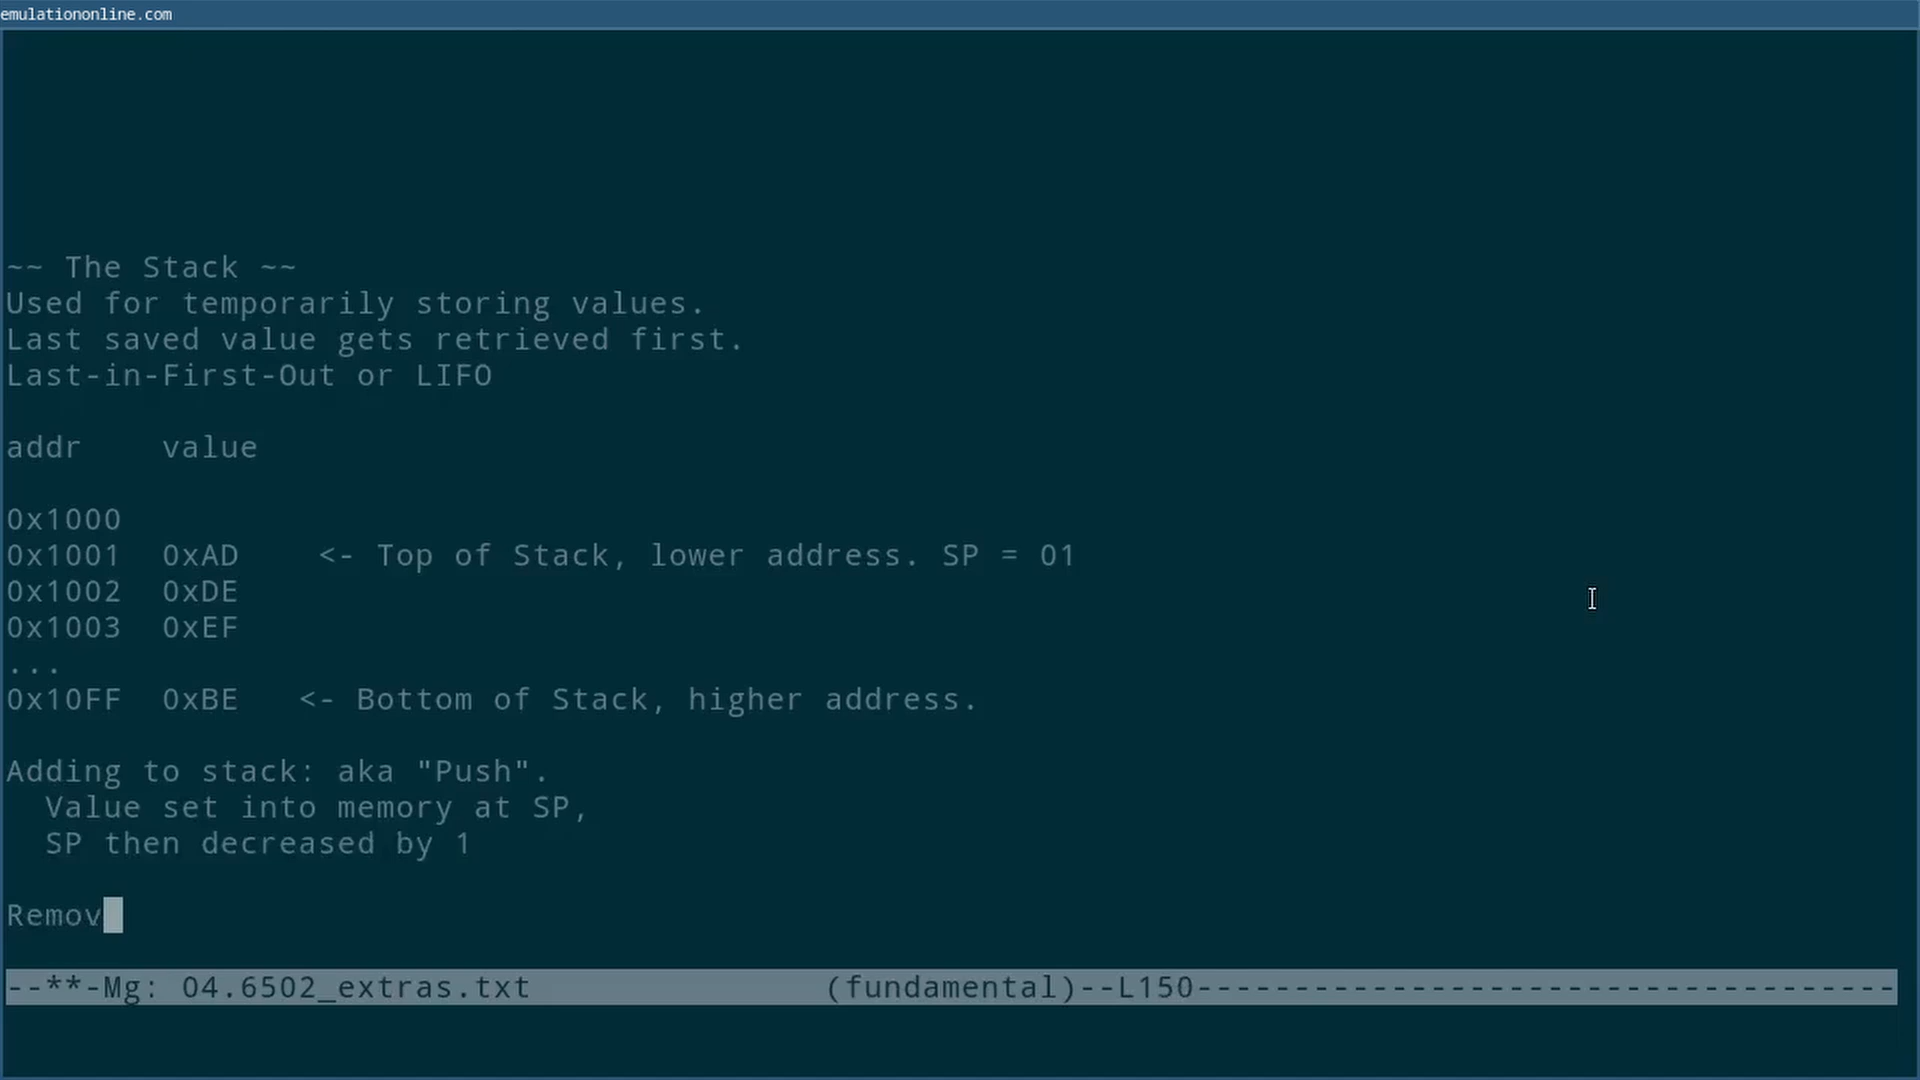 emulationonline.com
~~ The Stack ~~
Used for temporarily storing values.
Last saved value gets retrieved first.
Last-in-First-Out or LIFO
addr    value
0x1000
0x1001  0xAD    <- Top of Stack, lower address. SP = 01
0x1002  0xDE
0x1003  0xEF
...
0x10FF  0xBE   <- Bottom of Stack, higher address.
Adding to stack: aka "Push".
  Value set into memory at SP,
  SP then decreased by 1
Remov
--**-Mg: 04.6502_extras.txt               (fundamental)--L150------------------------------------